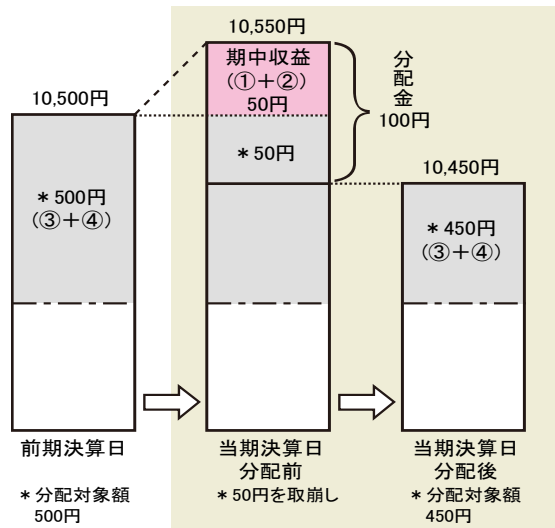 10,500円
＊500円
（③＋④）
前期決算日
＊分配対象額
500円
10,550円
期中収益
（①＋②）
50円
＊50円
分配金
100円
当期決算日
分配前
＊50円を取崩し
10,450円
＊450円
（③＋④）
当期決算日
分配後
＊分配対象額
450円